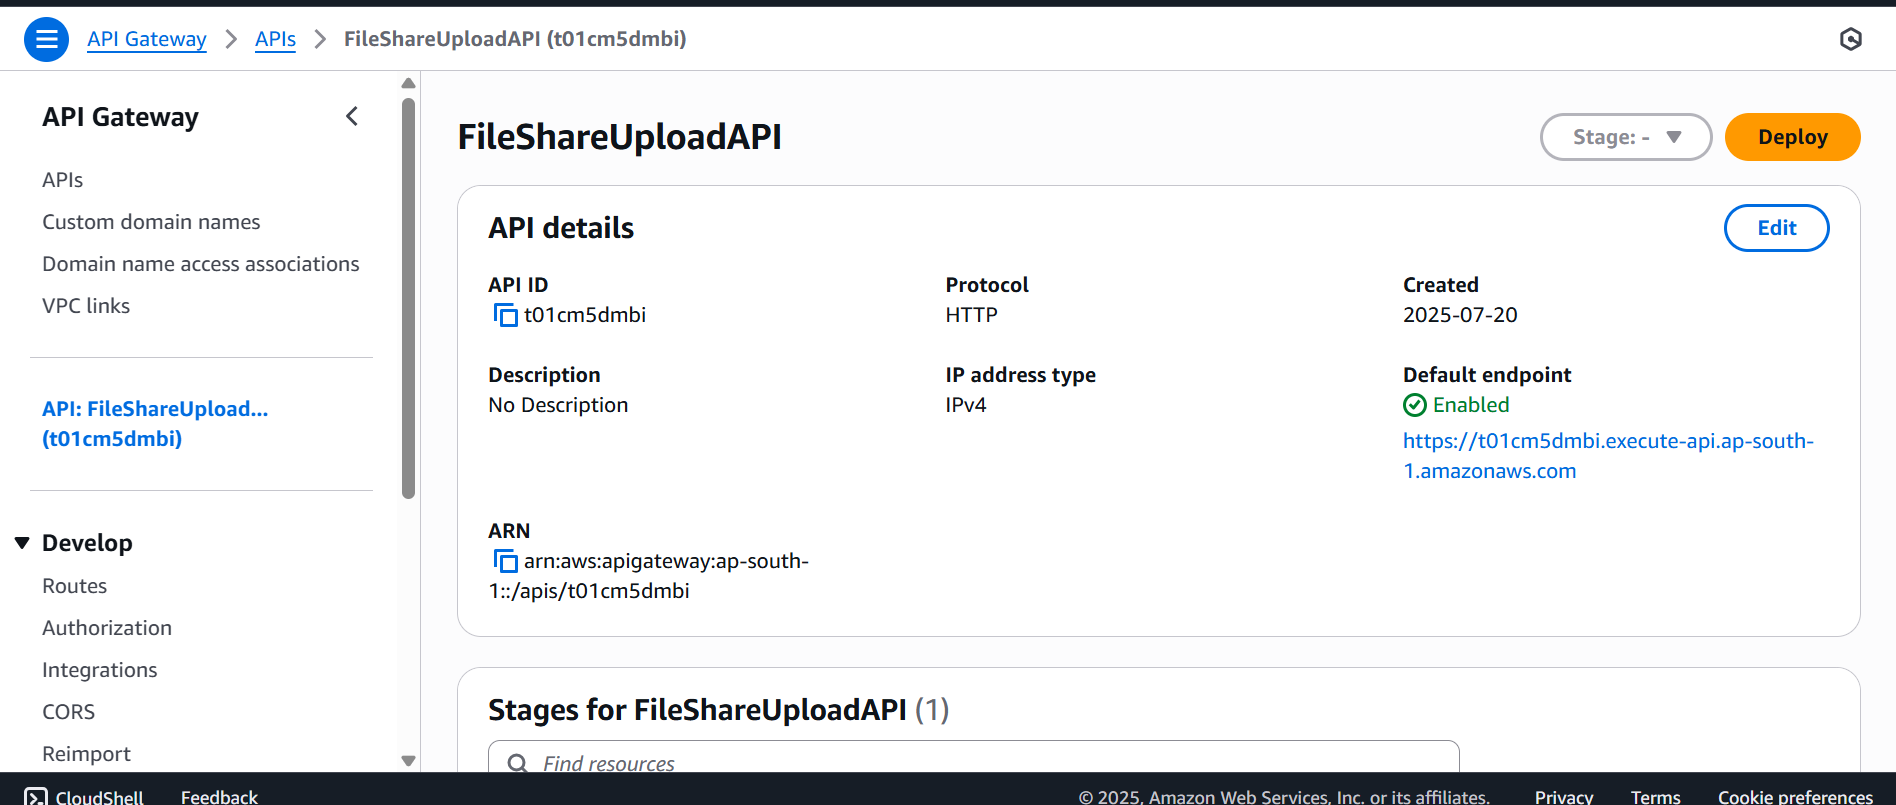 API Gateway > APIs > FileShareUploadAPI (t01cm5dmbi)
API Gateway
APIs
Custom domain names
Domain name access associations
VPC links
API: FileShareUpload...
(t01cm5dmbi)
Develop
Routes
Authorization
Integrations
CORS
Reimport
FileShareUploadAPI
Stage: -
Deploy
API details
Edit
API ID
t01cm5dmbi
Protocol
HTTP
Created
2025-07-20
Description
No Description
IP address type
IPv4
Default endpoint
Enabled
https://t01cm5dmbi.execute-api.ap-south-
1.amazonaws.com
ARN
arn:aws:apigateway:ap-south-
1::/apis/t01cm5dmbi
Stages for FileShareUploadAPI (1)
Find resources
CloudShell
Feedback
© 2025, Amazon Web Services, Inc. or its affiliates.
Privacy
Terms
Cookie preferences